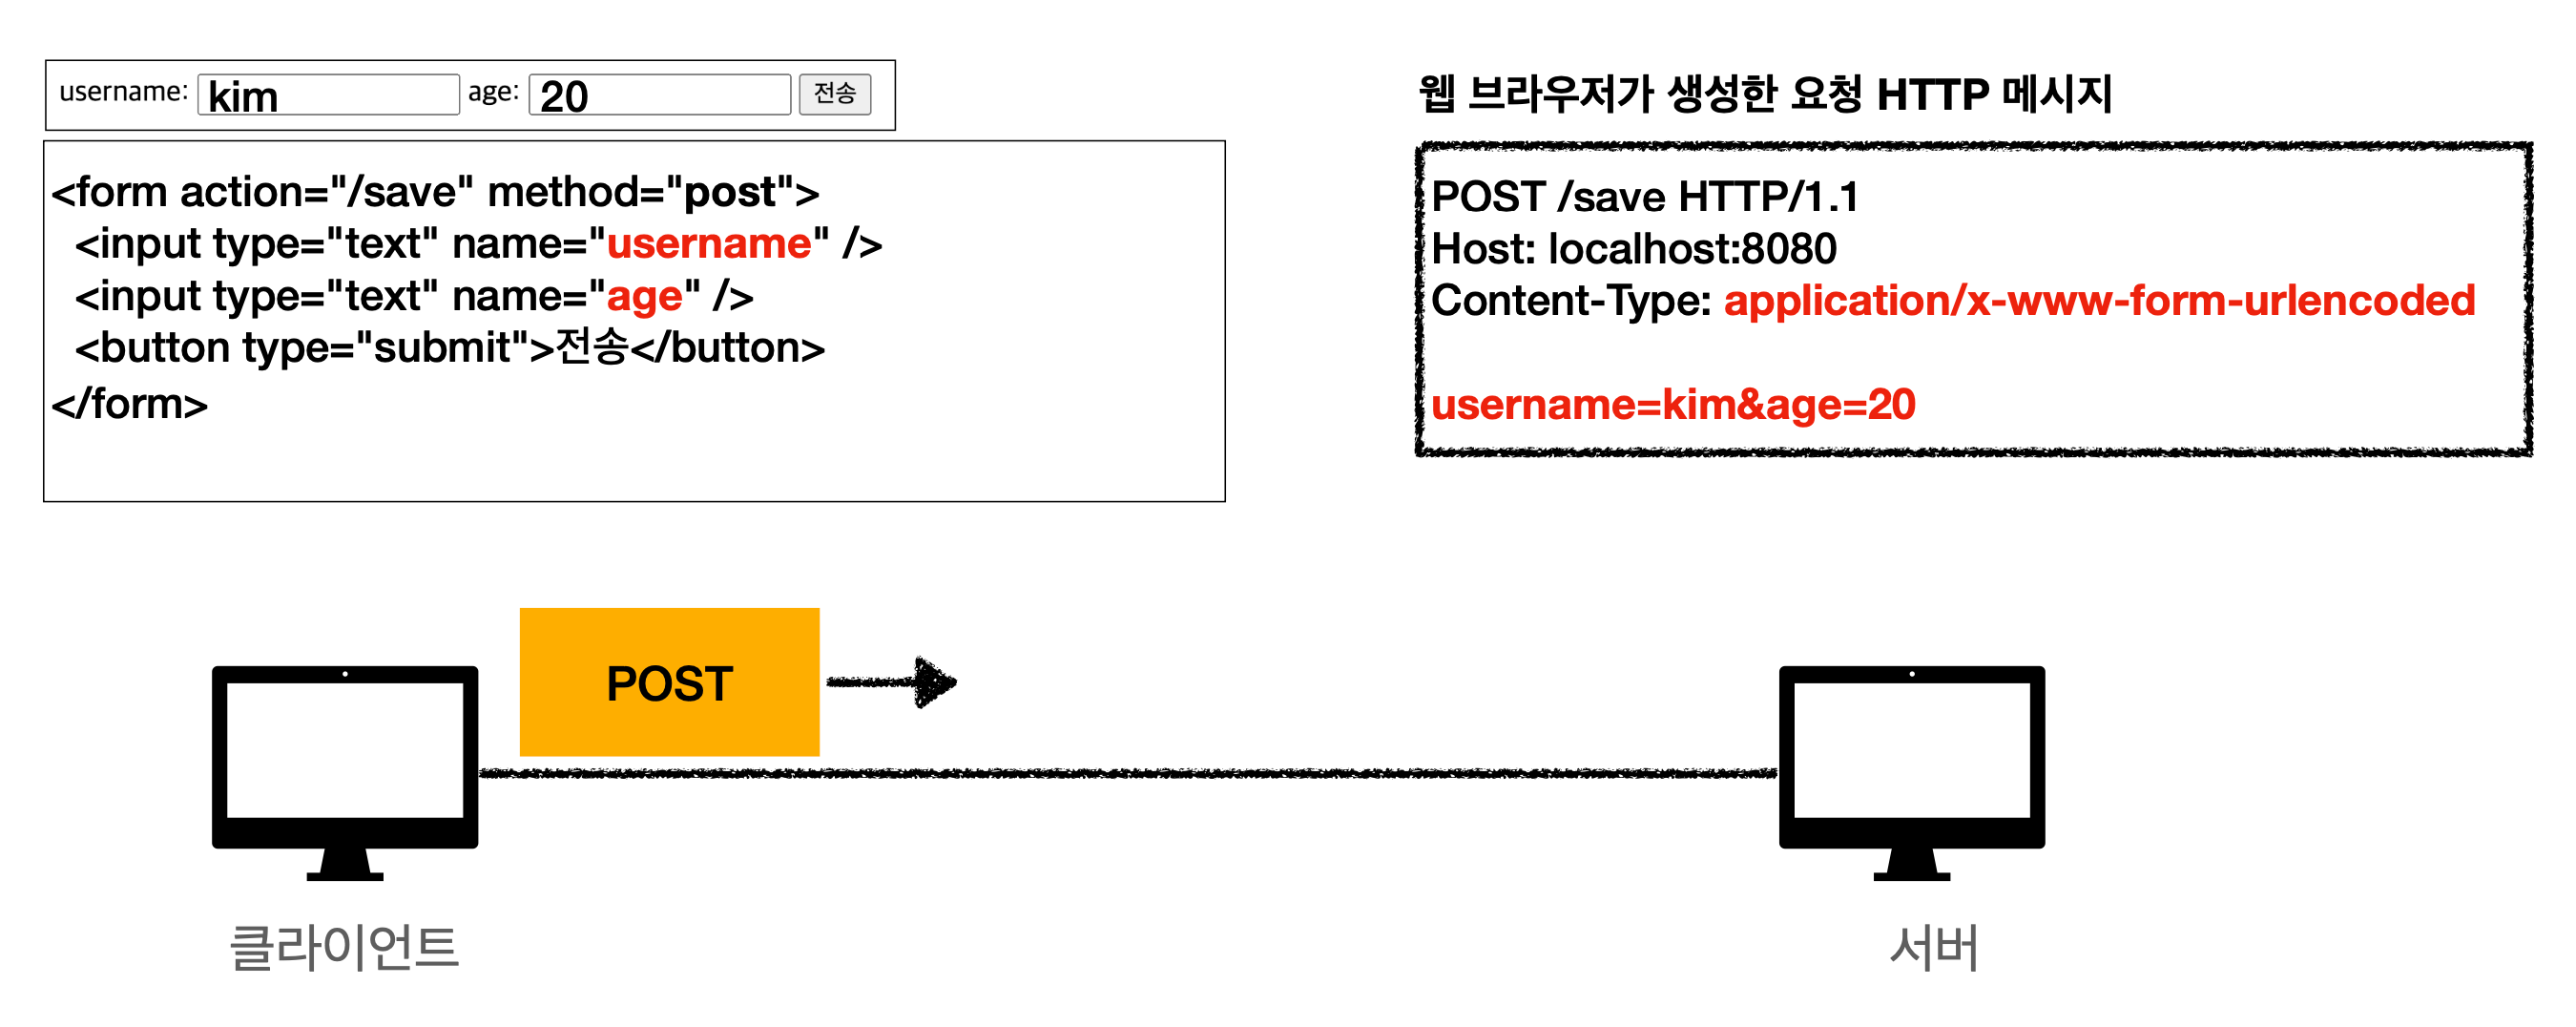 username: kim age: 20 전송
<form action="/save" method="post">
<input type="text" name="username" />
<input type="text" name="age" />
<button type="submit">전송</button>
</form>
웹 브라우저가 생성한 요청 HTTP 메시지
POST /save HTTP/1.1
Host: localhost:8080
Content-Type: application/x-www-form-urlencoded
username=kim&age=20
POST
클라이언트
서버